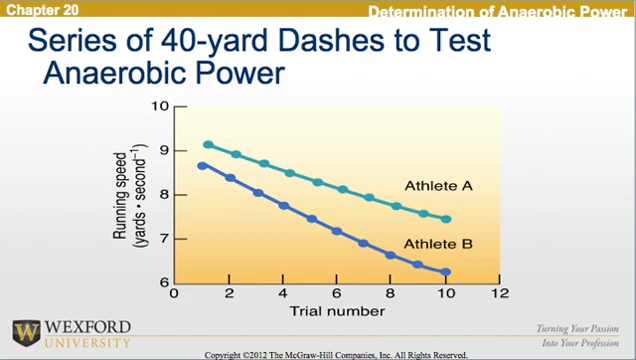 Chapter 20
Determination of Anaerobic Power
Series of 40-yard Dashes to Test
Anaerobic Power
10
9
8
7
6
Running speed
(yards • second⁻¹)
Athlete A
Athlete B
0 2 4 6 8 10 12
Trial number
W WEXFORD
UNIVERSITY
Turning Your Passion
Into Your Profession
Copyright ©2012 The McGraw-Hill Companies, Inc. All Rights Reserved.